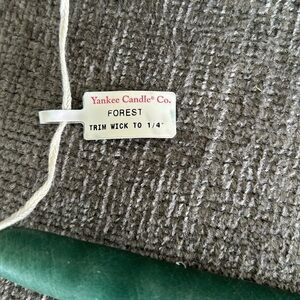 Yankee Candle® Co.
FOREST
TRIM WICK TO 1/4"